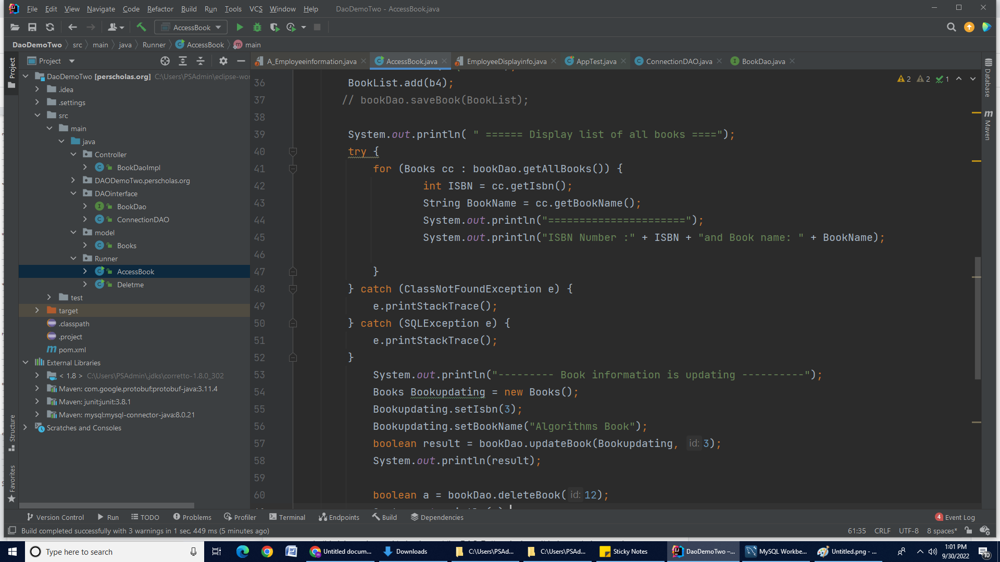 File Edit View Navigate Code Refactor Build Run Tools VCS Window Help DaoDemoTwo - AccessBook.java
AccessBook
DaoDemoTwo src main java Runner AccessBook main
Project
A_Employeeinformation.java AccessBook.java EmployeeDisplayinfo.java AppTest.java ConnectionDAO.java BookDao.java
Project
Database
Maven
Structure
Favorites
DaoDemoTwo [perscholas.org] C:\Users\PSAdmin\eclipse-wor
.idea
.settings
src
main
java
Controller
BookDaoImpl
DAODemoTwo.perscholas.org
DAOinterface
BookDao
ConnectionDAO
model
Books
Runner
AccessBook
Deletme
test
target
.classpath
.project
pom.xml
External Libraries
< 1.8 > C:\Users\PSAdmin\.jdks\corretto-1.8.0_302
Maven: com.google.protobuf:protobuf-java:3.11.4
Maven: junit:junit:3.8.1
Maven: mysql:mysql-connector-java:8.0.21
Scratches and Consoles
2 2 1
36 BookList.add(b4);
37 // bookDao.saveBook(BookList);
38
39 System.out.println( " ====== Display list of all books ====");
40 try {
41 for (Books cc : bookDao.getAllBooks()) {
42 int ISBN = cc.getIsbn();
43 String BookName = cc.getBookName();
44 System.out.println("======================");
45 System.out.println("ISBN Number :" + ISBN + "and Book name: " + BookName);
46
47 }
48 } catch (ClassNotFoundException e) {
49 e.printStackTrace();
50 } catch (SQLException e) {
51 e.printStackTrace();
52 }
53 System.out.println("--------- Book information is updating ----------");
54 Books Bookupdating = new Books();
55 Bookupdating.setIsbn(3);
56 Bookupdating.setBookName("Algorithms Book");
57 boolean result = bookDao.updateBook(Bookupdating, id: 3);
58 System.out.println(result);
59
60 boolean a = bookDao.deleteBook( id: 12);
Version Control Run TODO Problems Profiler Terminal Endpoints Build Dependencies 4 Event Log
Build completed successfully with 3 warnings in 1 sec, 449 ms (5 minutes ago) 61:35 CRLF UTF-8 8 spaces*
Type here to search Untitled docum... Downloads C:\Users\PSAd... C:\Users\PSAd... Sticky Notes DaoDemoTwo –... MySQL Workbe... Untitled.png - ... 1:01 PM
9/30/2022 10